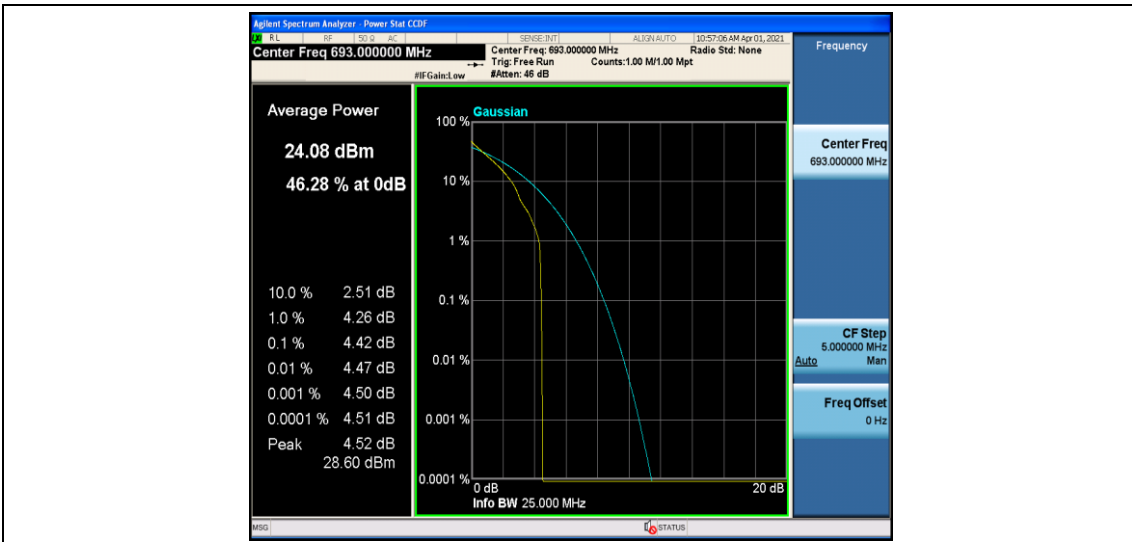 Agilent Spectrum Analyzer - Power Stat CCDF
RL RF 50 Ω AC SENSE:INT ALIGN AUTO 10:57:06 AM Apr 01, 2021
Center Freq 693.000000 MHz
Center Freq: 693.000000 MHz Radio Std: None
Trig: Free Run Counts:1.00 M/1.00 Mpt
#IFGain:Low #Atten: 46 dB
Average Power
24.08 dBm
46.28 % at 0dB
10.0 % 2.51 dB
1.0 % 4.26 dB
0.1 % 4.42 dB
0.01 % 4.47 dB
0.001 % 4.50 dB
0.0001 % 4.51 dB
Peak 4.52 dB
28.60 dBm
Gaussian
100 %
10 %
1 %
0.1 %
0.01 %
0.001 %
0.0001 %
0 dB 20 dB
Info BW 25.000 MHz
Frequency
Center Freq
693.000000 MHz
CF Step
5.000000 MHz
Auto Man
Freq Offset
0 Hz
MSG STATUS